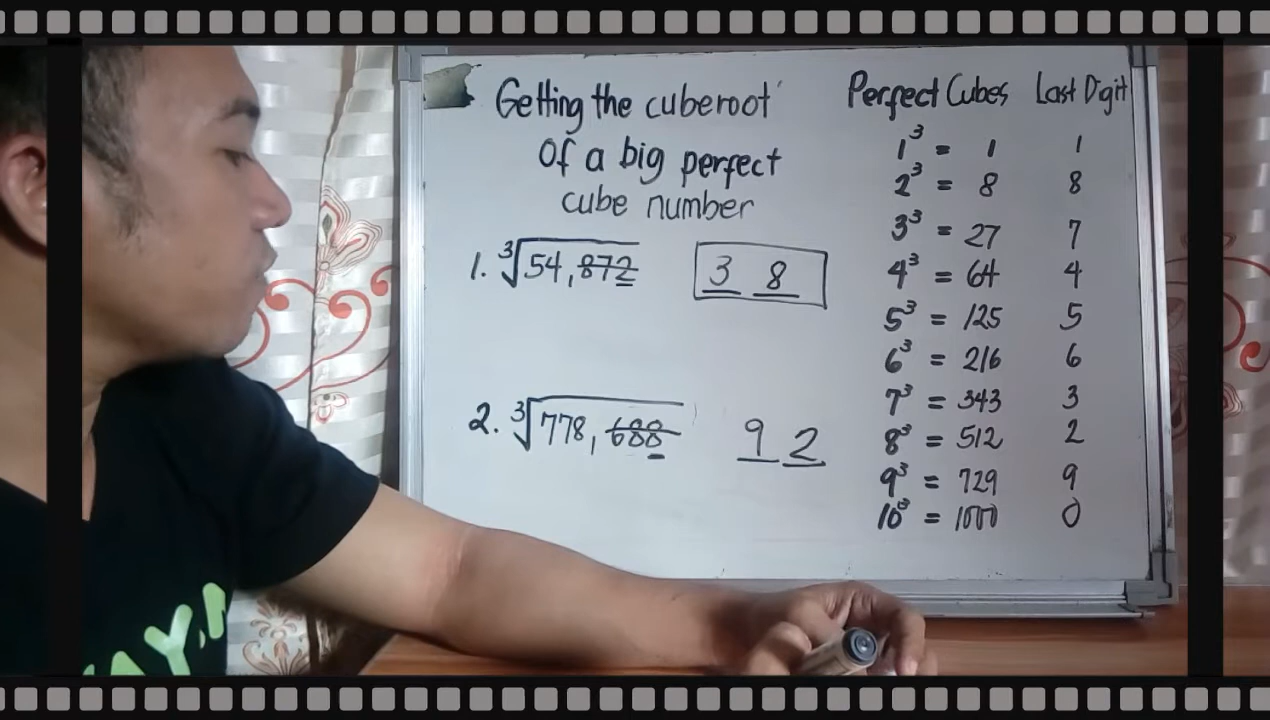 Getting the cuberoot
Of a big perfect
cube number
1. ∛54,872   3 8
2. ∛778,688   9 2
Perfect Cubes   Last Digit
1³ = 1   1
2³ = 8   8
3³ = 27   7
4³ = 64   4
5³ = 125   5
6³ = 216   6
7³ = 343   3
8³ = 512   2
9³ = 729   9
10³ = 1000   0